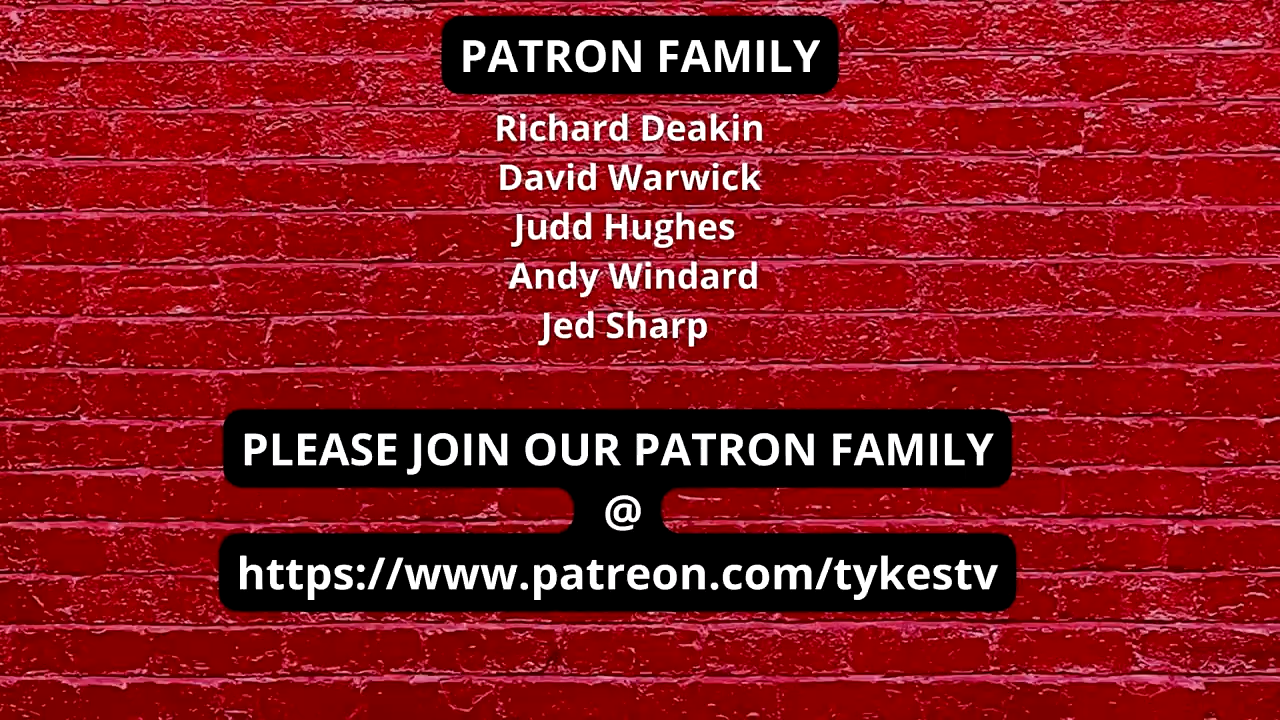 PATRON FAMILY
Richard Deakin
David Warwick
Judd Hughes
Andy Windard
Jed Sharp
PLEASE JOIN OUR PATRON FAMILY
@
https://www.patreon.com/tykestv